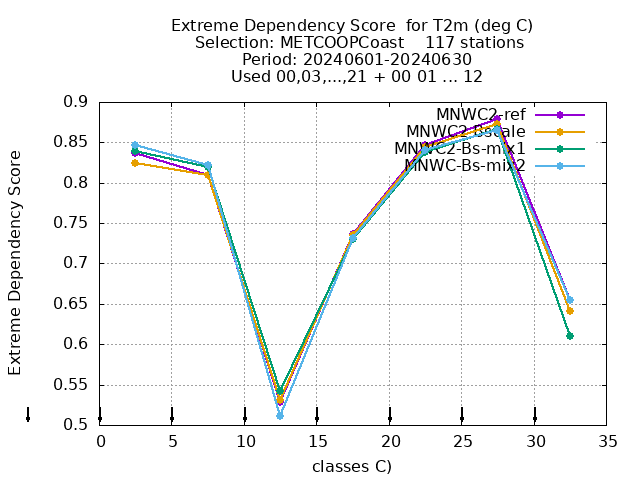 Extreme Dependency Score  for T2m (deg C)
Selection: METCOOPCoast    117 stations
Period: 20240601-20240630
Used 00,03,...,21 + 00 01 ... 12
Extreme Dependency Score
0.9
0.85
0.8
0.75
0.7
0.65
0.6
0.55
0.5
0 5 10 15 20 25 30 35
classes C)
MNWC2-ref
MNWC2-Bscale
MNWC2-Bs-mix1
MNWC-Bs-mix2